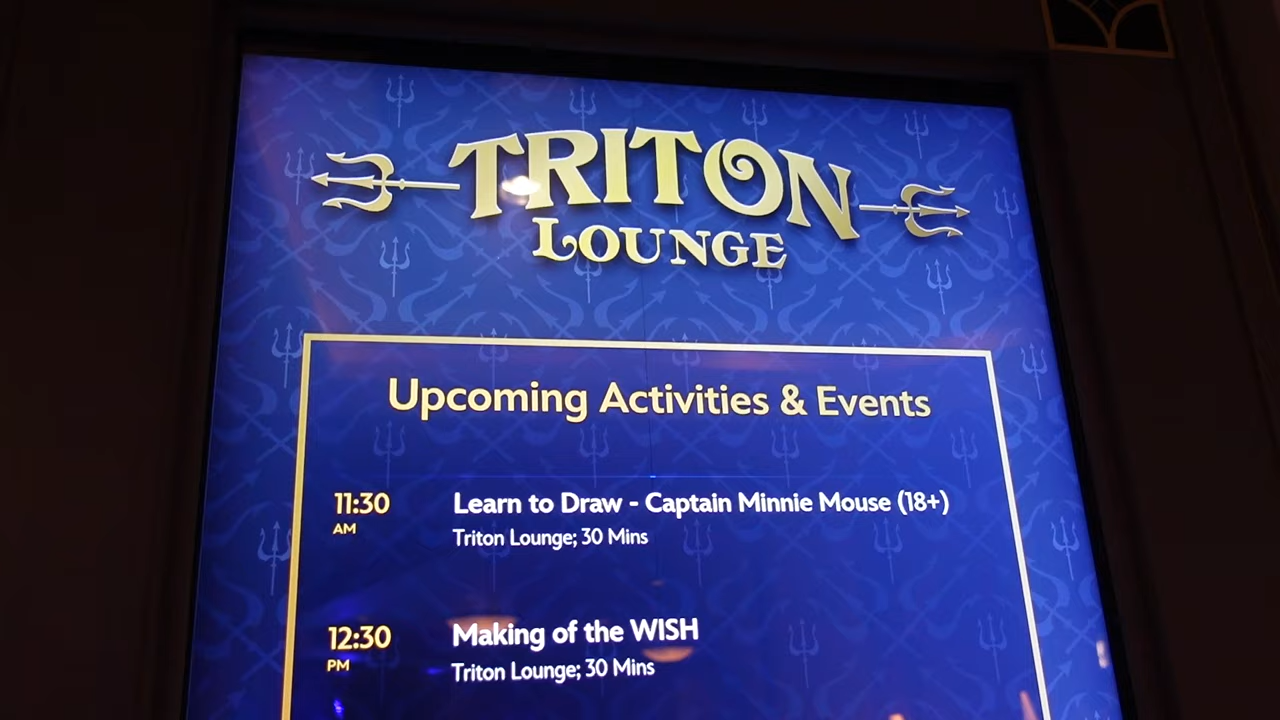 TRITON
LOUNGE
Upcoming Activities & Events
11:30
AM
Learn to Draw - Captain Minnie Mouse (18+)
Triton Lounge; 30 Mins
12:30
PM
Making of the WISH
Triton Lounge; 30 Mins